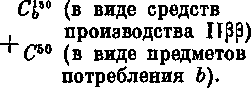 C_b^{150} (в виде средств
производства IIββ)
+ C^{50} (в виде предметов
потребления b).